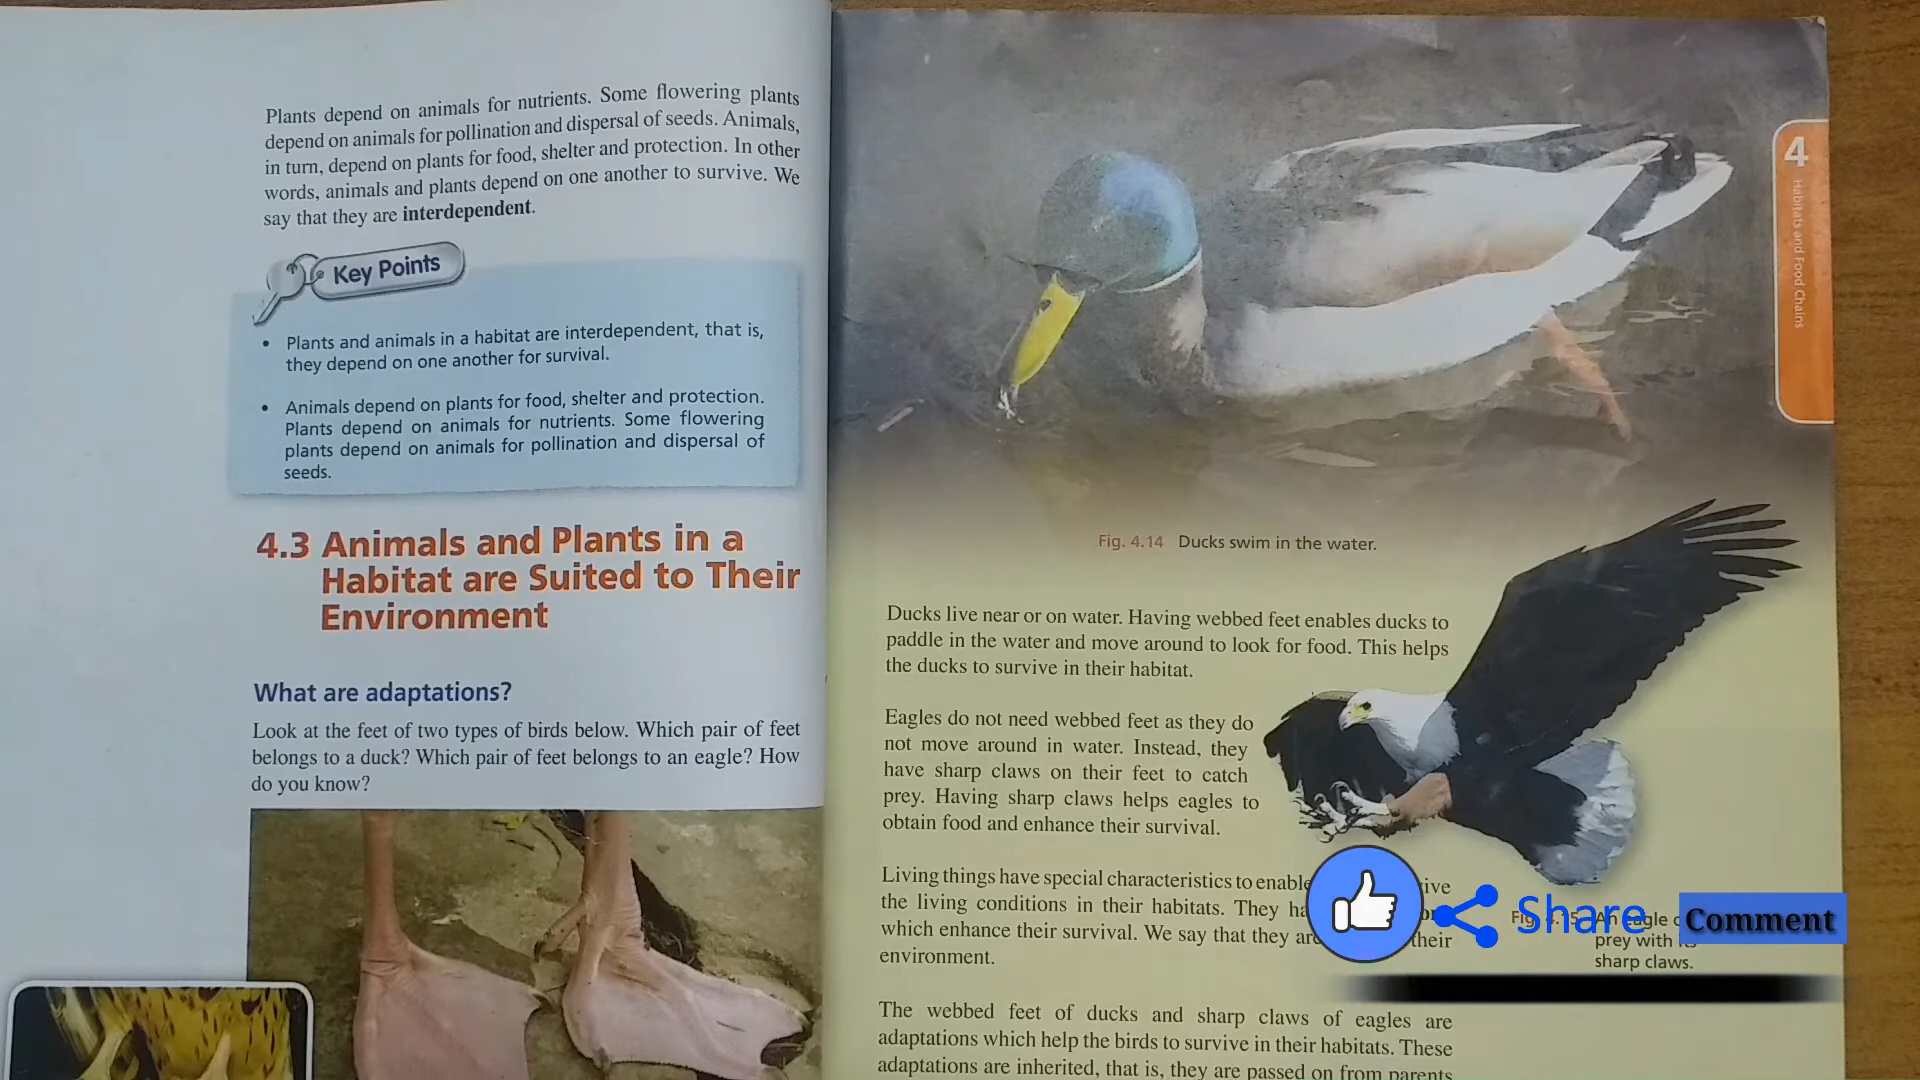 Plants depend on animals for nutrients. Some flowering plants
depend on animals for pollination and dispersal of seeds. Animals,
in turn, depend on plants for food, shelter and protection. In other
words, animals and plants depend on one another to survive. We
say that they are interdependent.
Key Points
• Plants and animals in a habitat are interdependent, that is,
they depend on one another for survival.
• Animals depend on plants for food, shelter and protection.
Plants depend on animals for nutrients. Some flowering
plants depend on animals for pollination and dispersal of
seeds.
4.3 Animals and Plants in a
Habitat are Suited to Their
Environment
What are adaptations?
Look at the feet of two types of birds below. Which pair of feet
belongs to a duck? Which pair of feet belongs to an eagle? How
do you know?
4
Habitats and Food Chains
Fig. 4.14 Ducks swim in the water.
Ducks live near or on water. Having webbed feet enables ducks to
paddle in the water and move around to look for food. This helps
the ducks to survive in their habitat.
Eagles do not need webbed feet as they do
not move around in water. Instead, they
have sharp claws on their feet to catch
prey. Having sharp claws helps eagles to
obtain food and enhance their survival.
Living things have special characteristics to
the living conditions in their habitats. They
which enhance their survival. We say that they their
environment.
The webbed feet of ducks and sharp claws of eagles are
adaptations which help the birds to survive in their habitats. These
adaptations are inherited, that is, they are passed on from parents
An eagle
prey with
sharp claws.
Share
Comment